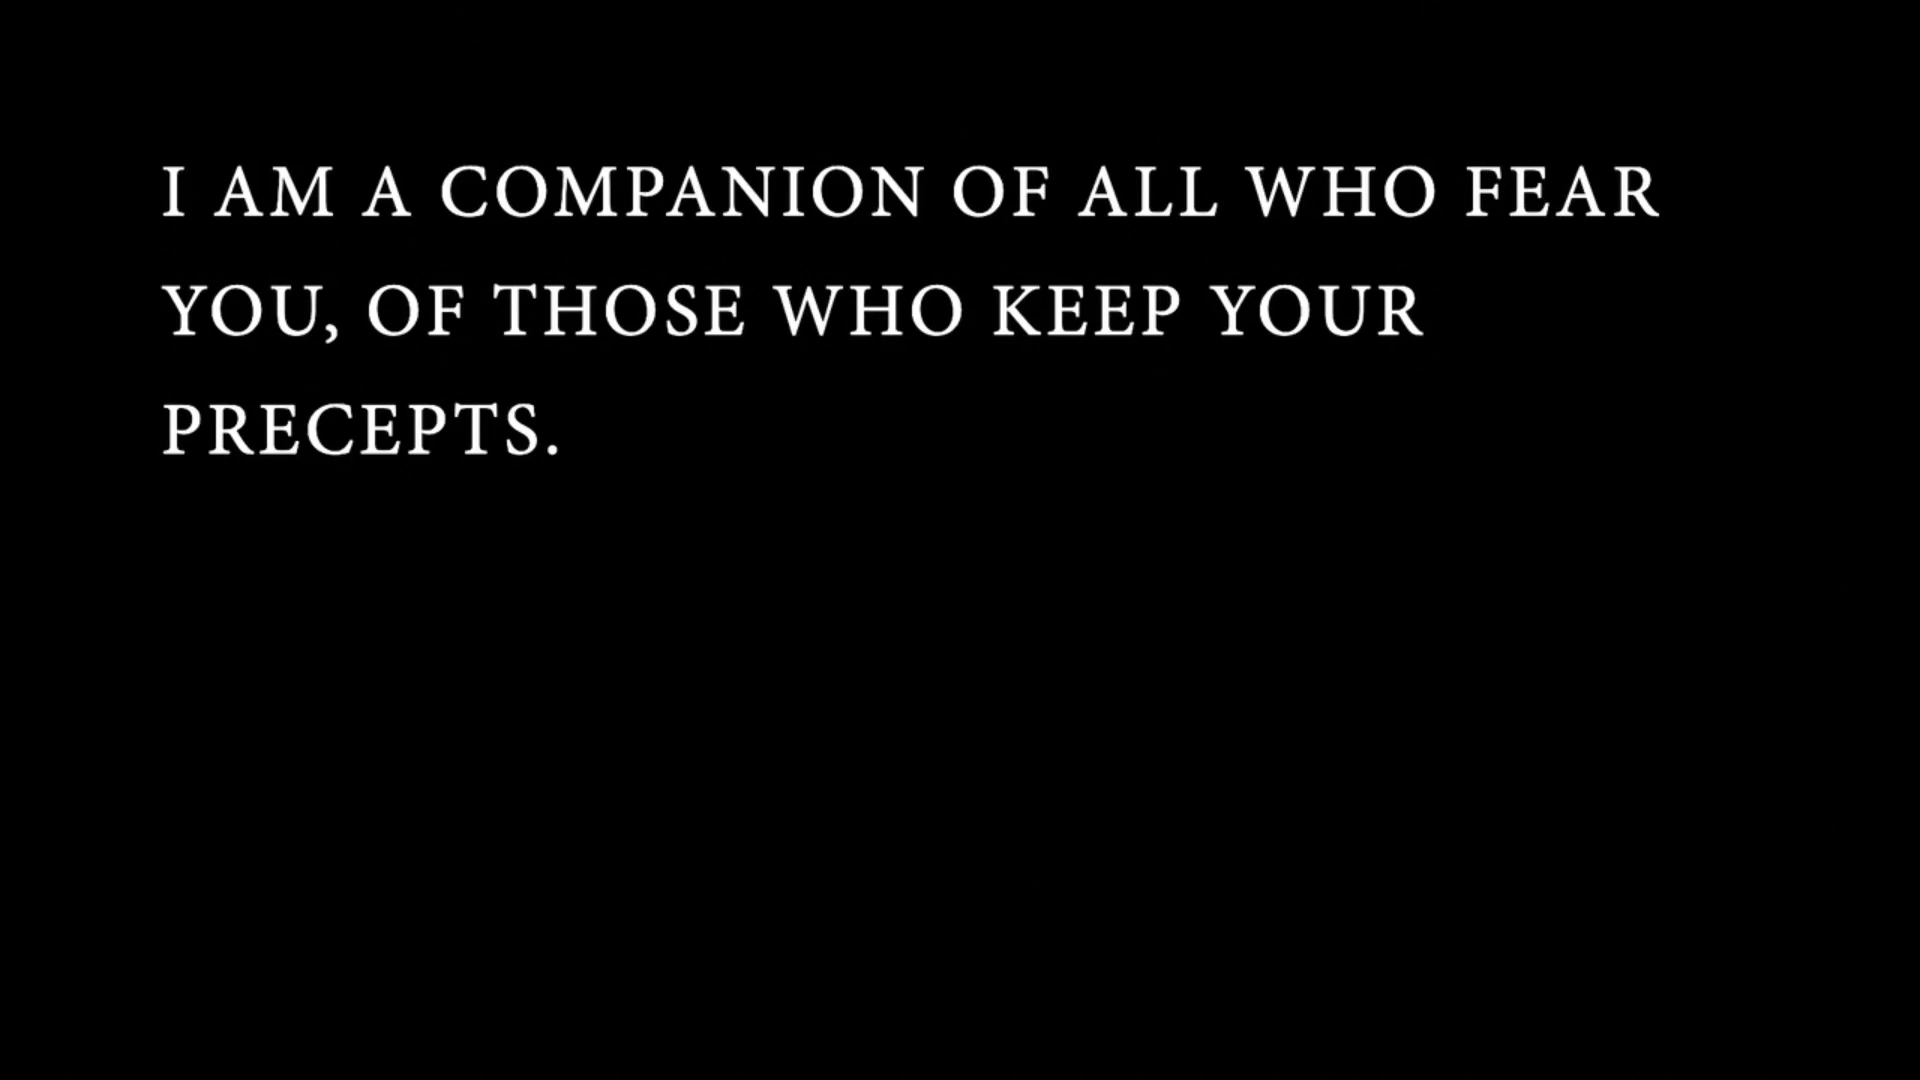 I AM A COMPANION OF ALL WHO FEAR
YOU, OF THOSE WHO KEEP YOUR
PRECEPTS.